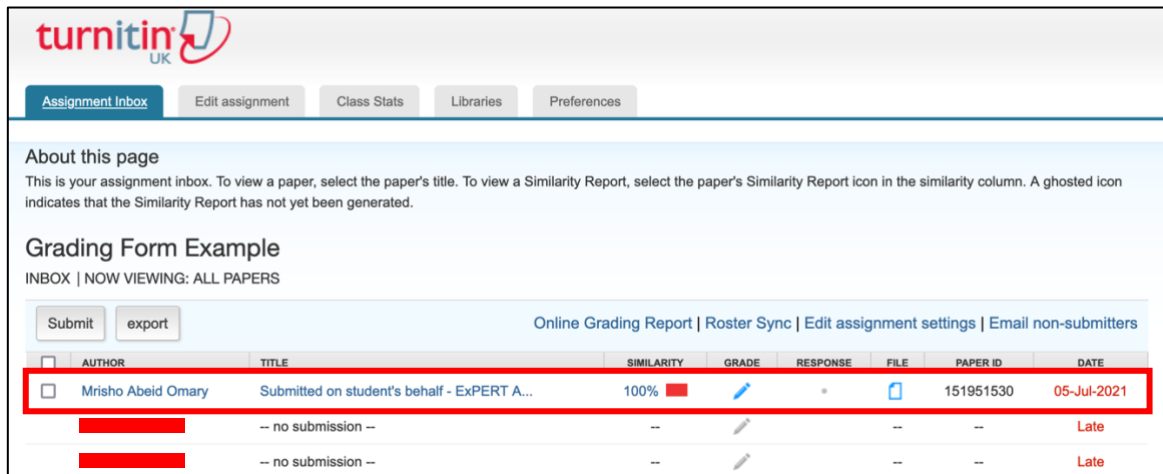 turnitin
UK
Assignment Inbox Edit assignment Class Stats Libraries Preferences
About this page
This is your assignment inbox. To view a paper, select the paper's title. To view a Similarity Report, select the paper's Similarity Report icon in the similarity column. A ghosted icon
indicates that the Similarity Report has not yet been generated.
Grading Form Example
INBOX | NOW VIEWING: ALL PAPERS
Submit export Online Grading Report | Roster Sync | Edit assignment settings | Email non-submitters
AUTHOR TITLE SIMILARITY GRADE RESPONSE FILE PAPER ID DATE
Mrisho Abeid Omary Submitted on student's behalf - ExPERT A... 100% 151951530 05-Jul-2021
-- no submission -- -- -- -- Late
-- no submission -- -- -- -- Late